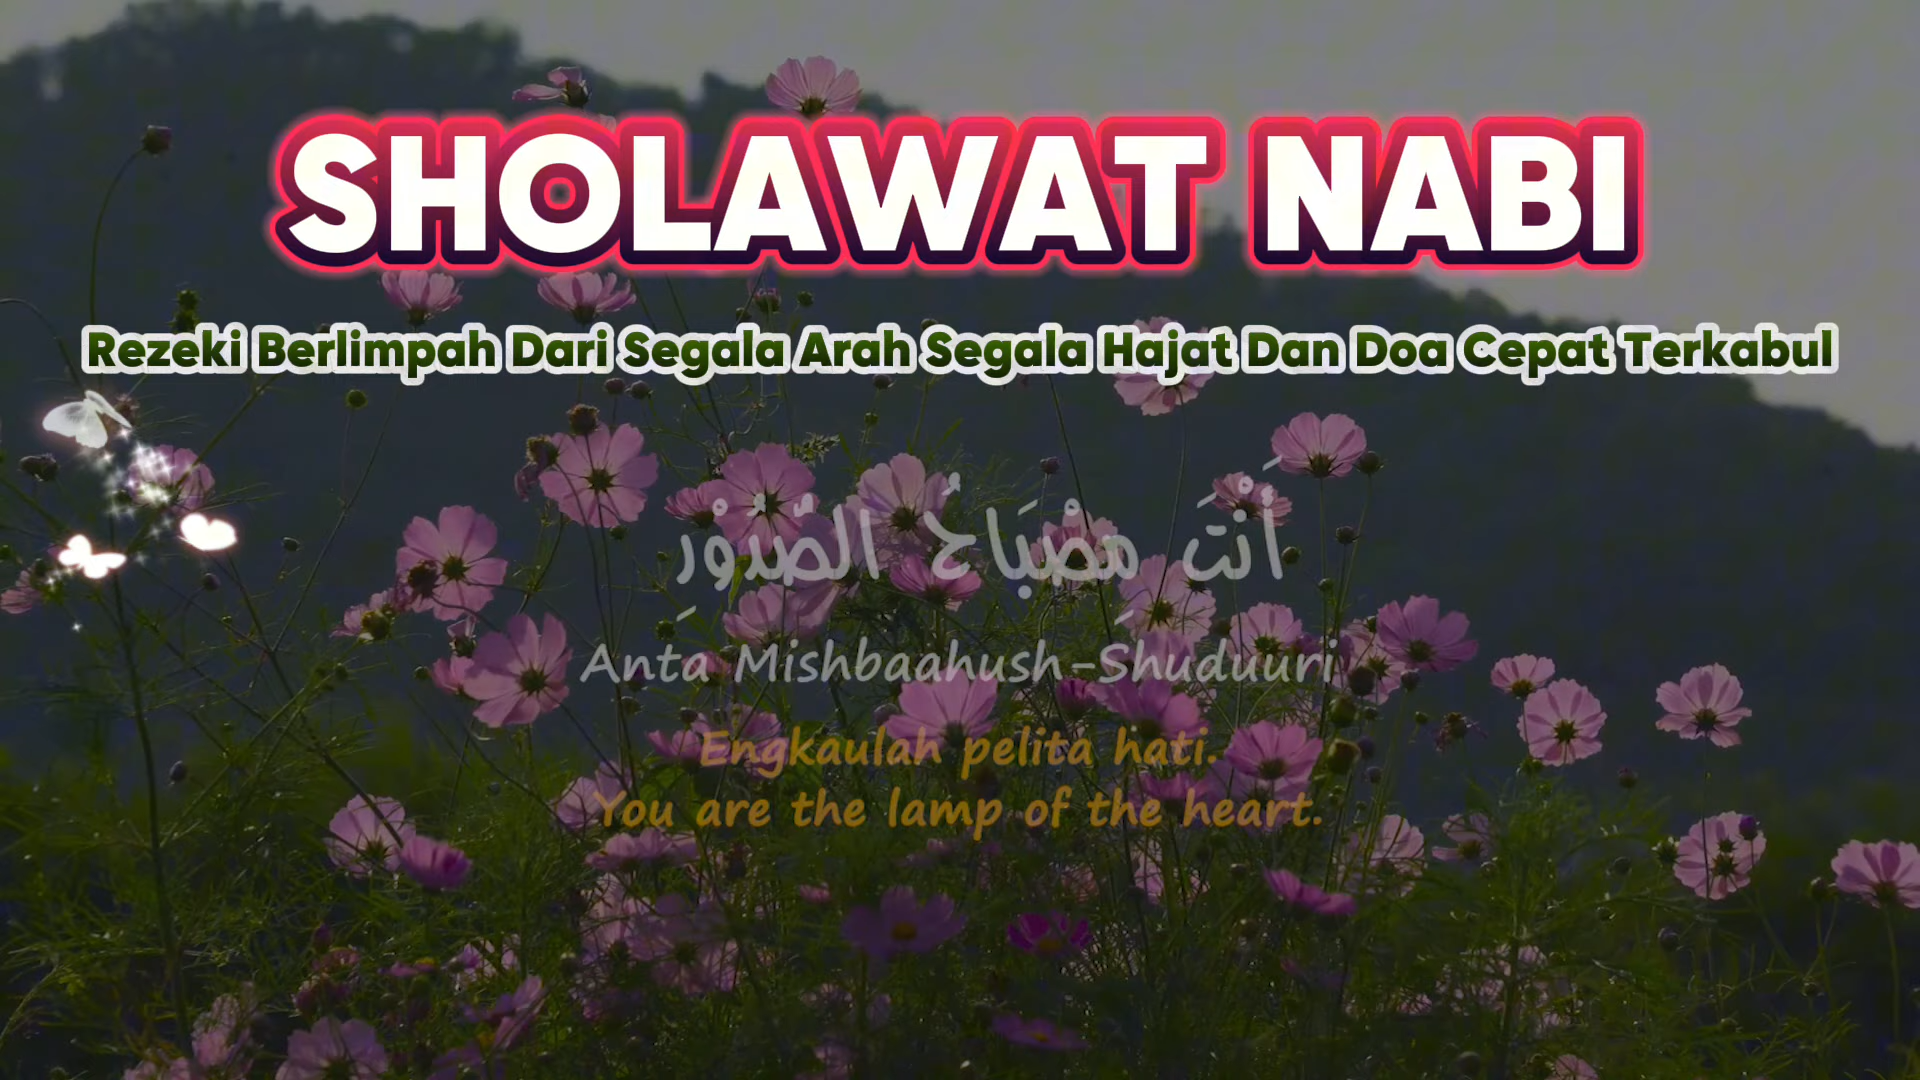 SHOLAWAT NABI
Rezeki Berlimpah Dari Segala Arah Segala Hajat Dan Doa Cepat Terkabul
أَنْتَ مِصْبَاحُ الصُّدُوْرِ
Anta Mishbaahush-Shuduuri
Engkaulah pelita hati.
You are the lamp of the heart.